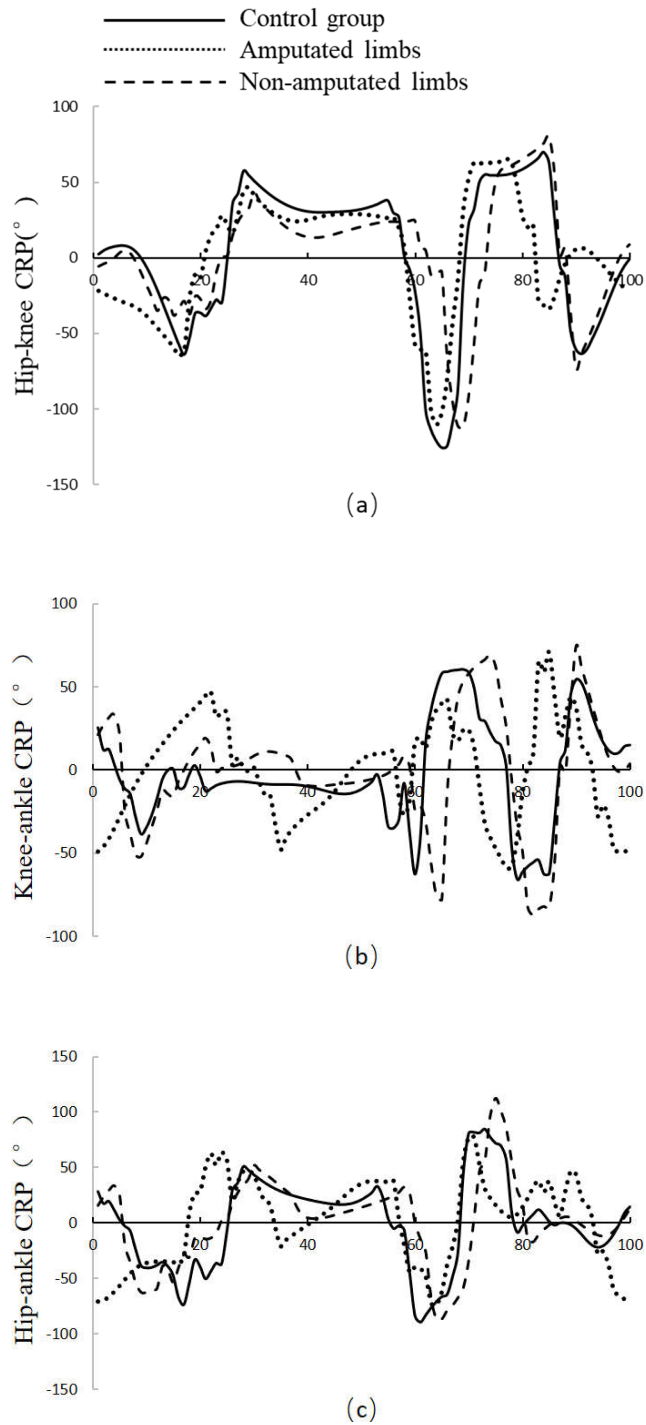 Control group
Amputated limbs
Non-amputated limbs
100
50
0
-50
-100
-150
0 20 40 60 80 100
Hip-knee CRP(°)
(a)
100
50
0
-50
-100
0 20 40 60 80 100
Knee-ankle CRP (°)
(b)
150
100
50
0
-50
-100
-150
0 20 40 60 80 100
Hip-ankle CRP (°)
(c)